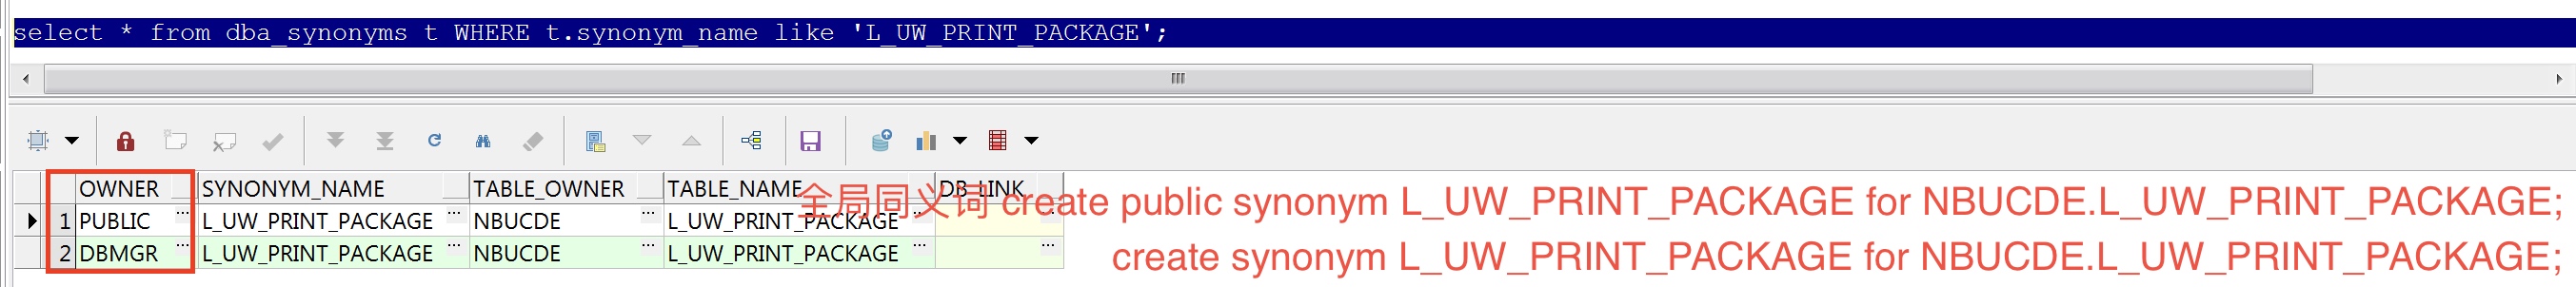 select * from dba_synonyms t WHERE t.synonym_name like 'L_UW_PRINT_PACKAGE';
OWNER SYNONYM_NAME TABLE_OWNER TABLE_NAME DB_LINK
全局同义词 create public synonym L_UW_PRINT_PACKAGE for NBUCDE.L_UW_PRINT_PACKAGE;
1 PUBLIC ... L_UW_PRINT_PACKAGE ... NBUCDE ... L_UW_PRINT_PACKAGE ... ...
2 DBMGR ... L_UW_PRINT_PACKAGE ... NBUCDE ... L_UW_PRINT_PACKAGE ... ...
create synonym L_UW_PRINT_PACKAGE for NBUCDE.L_UW_PRINT_PACKAGE;